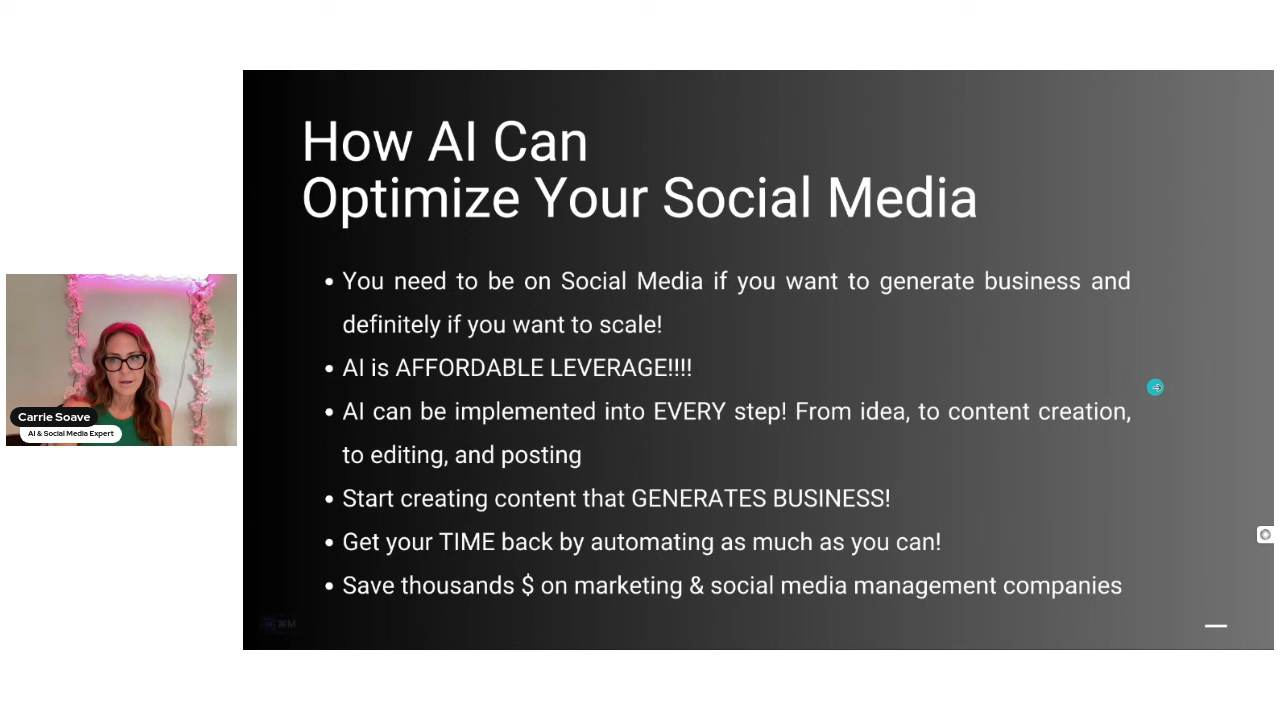 How AI Can
Optimize Your Social Media
• You need to be on Social Media if you want to generate business and
definitely if you want to scale!
• AI is AFFORDABLE LEVERAGE!!!!
• AI can be implemented into EVERY step! From idea, to content creation,
to editing, and posting
• Start creating content that GENERATES BUSINESS!
• Get your TIME back by automating as much as you can!
• Save thousands $ on marketing & social media management companies
Carrie Soave
AI & Social Media Expert